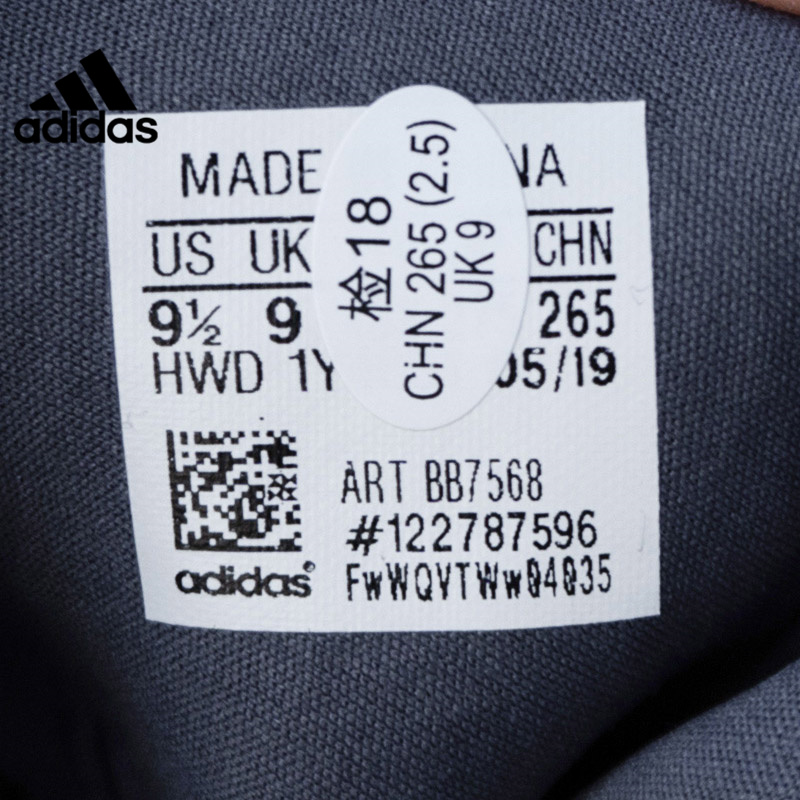 adidas
MADE
NA
US UK
CHN
9½ 9
265
HWD 1Y
05/19
检18
CHN 265 (2.5)
UK 9
ART BB7568
#122787596
FwWQVTWw04035
adidas®